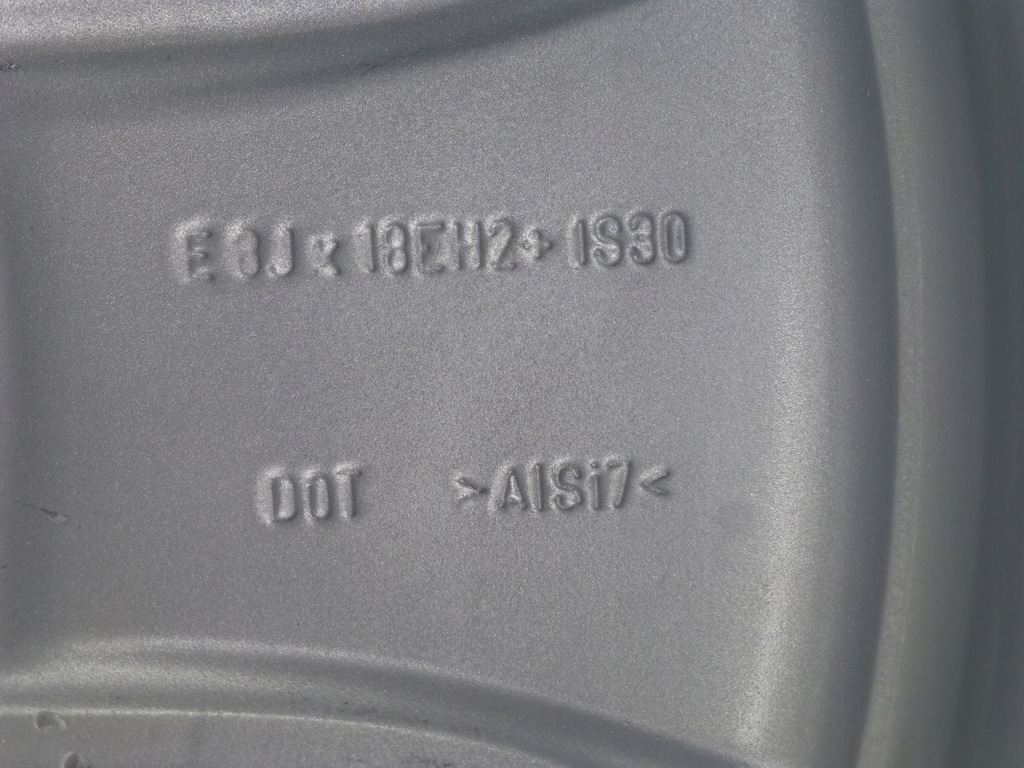 E 8J x 18EH2+ IS30
DOT >AlSi7<